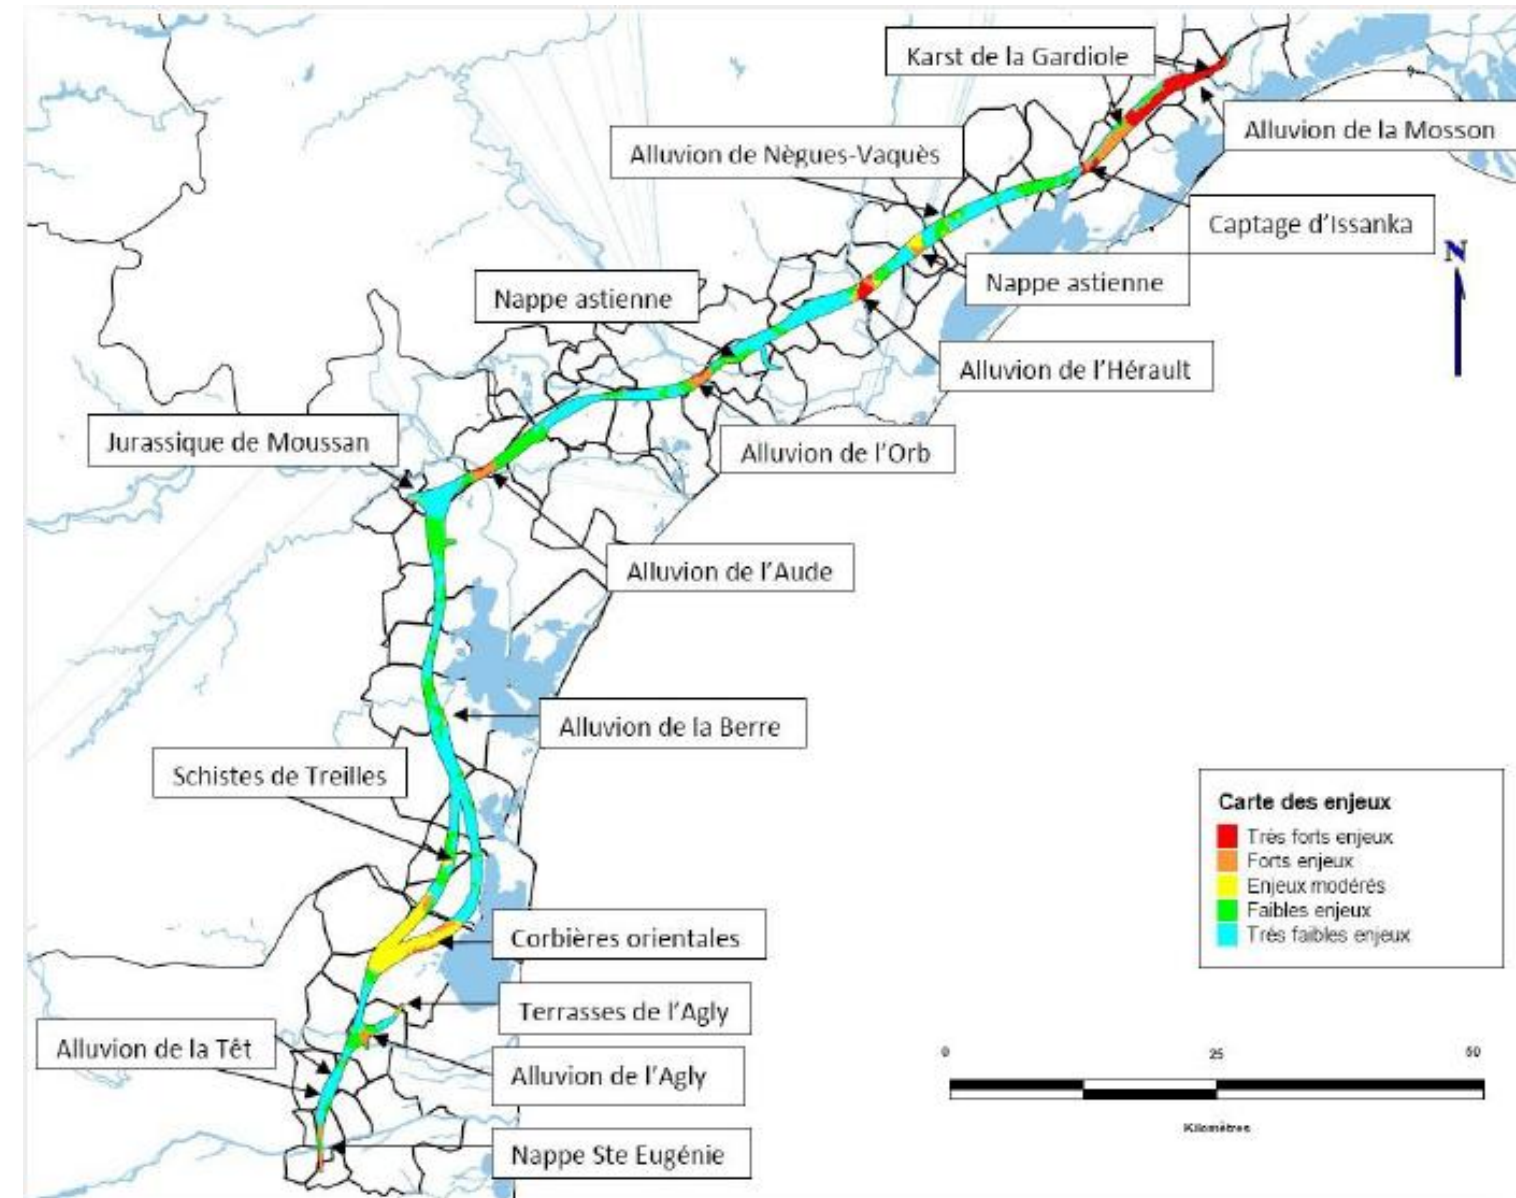 Karst de la Gardiole
Alluvion de la Mosson
Alluvion de Nègues-Vaquès
Captage d'Issanka
N
Nappe astienne
Nappe astienne
Alluvion de l'Hérault
Jurassique de Moussan
Alluvion de l'Orb
Alluvion de l'Aude
Alluvion de la Berre
Schistes de Treilles
Carte des enjeux
Très forts enjeux
Forts enjeux
Enjeux modérés
Faibles enjeux
Très faibles enjeux
Corbières orientales
Terrasses de l'Agly
Alluvion de la Têt
Alluvion de l'Agly
0 25 50
Kilomètres
Nappe Ste Eugénie